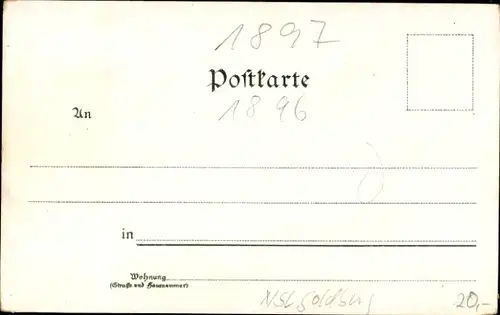 1897
Postkarte
1896
An
in
Wohnung
(Straße und Hausnummer)
20,-